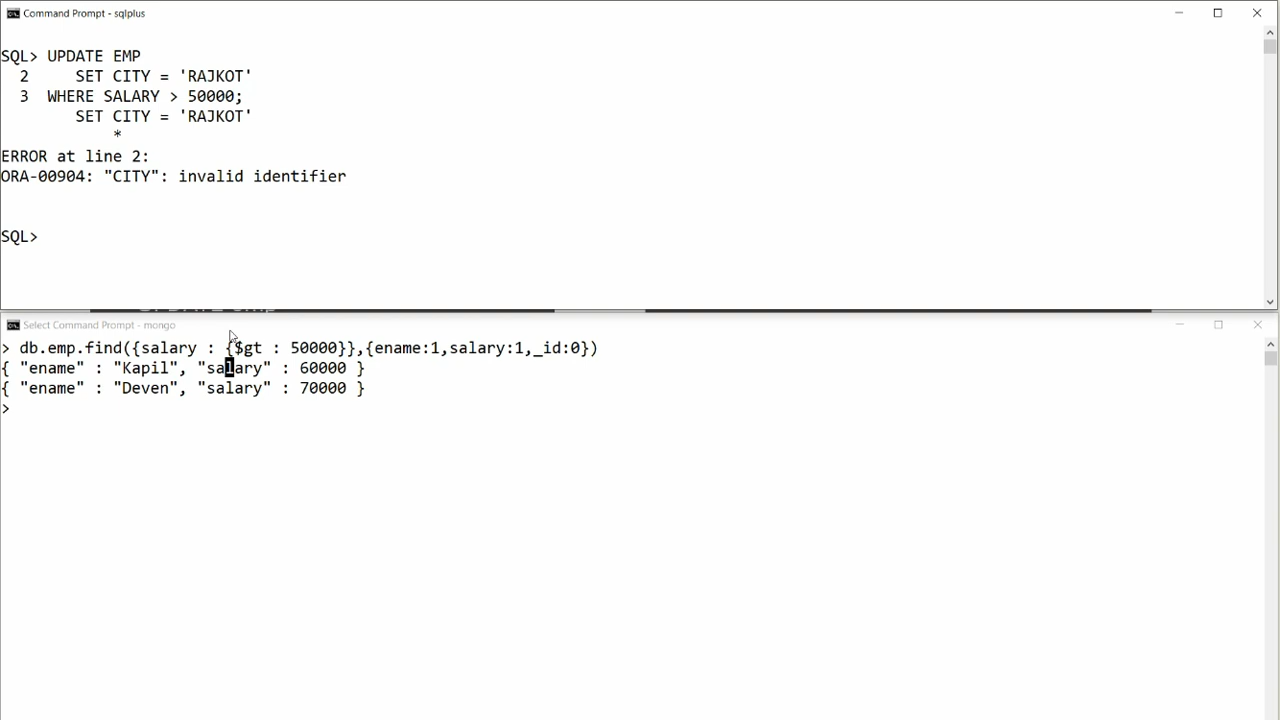 Command Prompt - sqlplus
SQL> UPDATE EMP
  2     SET CITY = 'RAJKOT'
  3  WHERE SALARY > 50000;
        SET CITY = 'RAJKOT'
            *
ERROR at line 2:
ORA-00904: "CITY": invalid identifier
SQL>
Select Command Prompt - mongo
> db.emp.find({salary : {$gt : 50000}},{ename:1,salary:1,_id:0})
{ "ename" : "Kapil", "salary" : 60000 }
{ "ename" : "Deven", "salary" : 70000 }
>